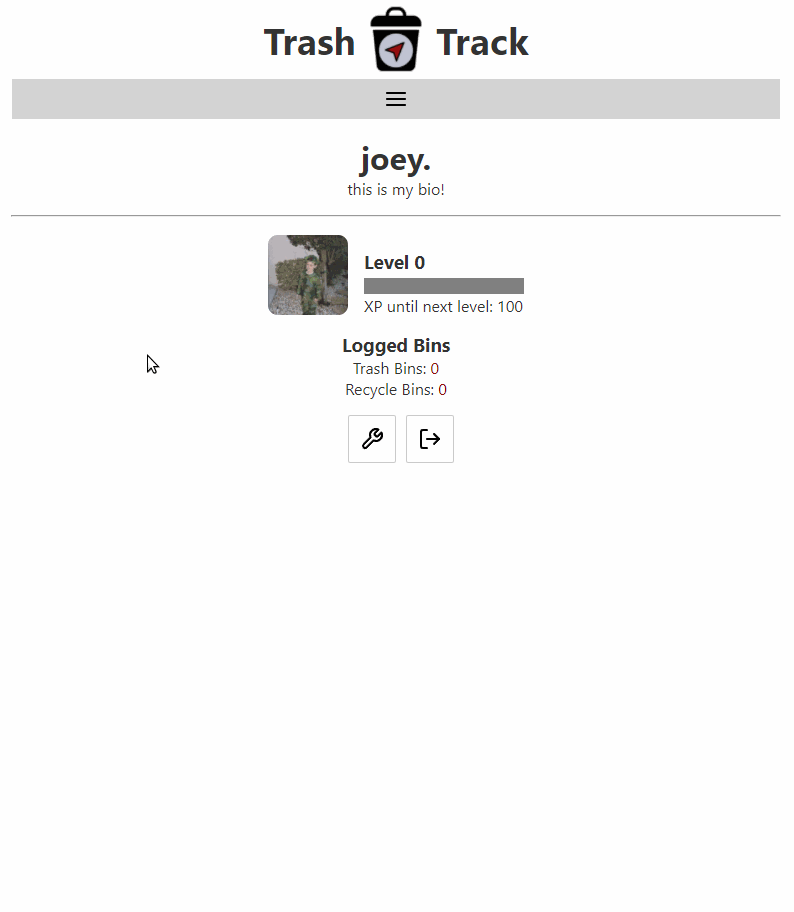 Trash Track
joey.
this is my bio!
Level 0
XP until next level: 100
Logged Bins
Trash Bins: 0
Recycle Bins: 0